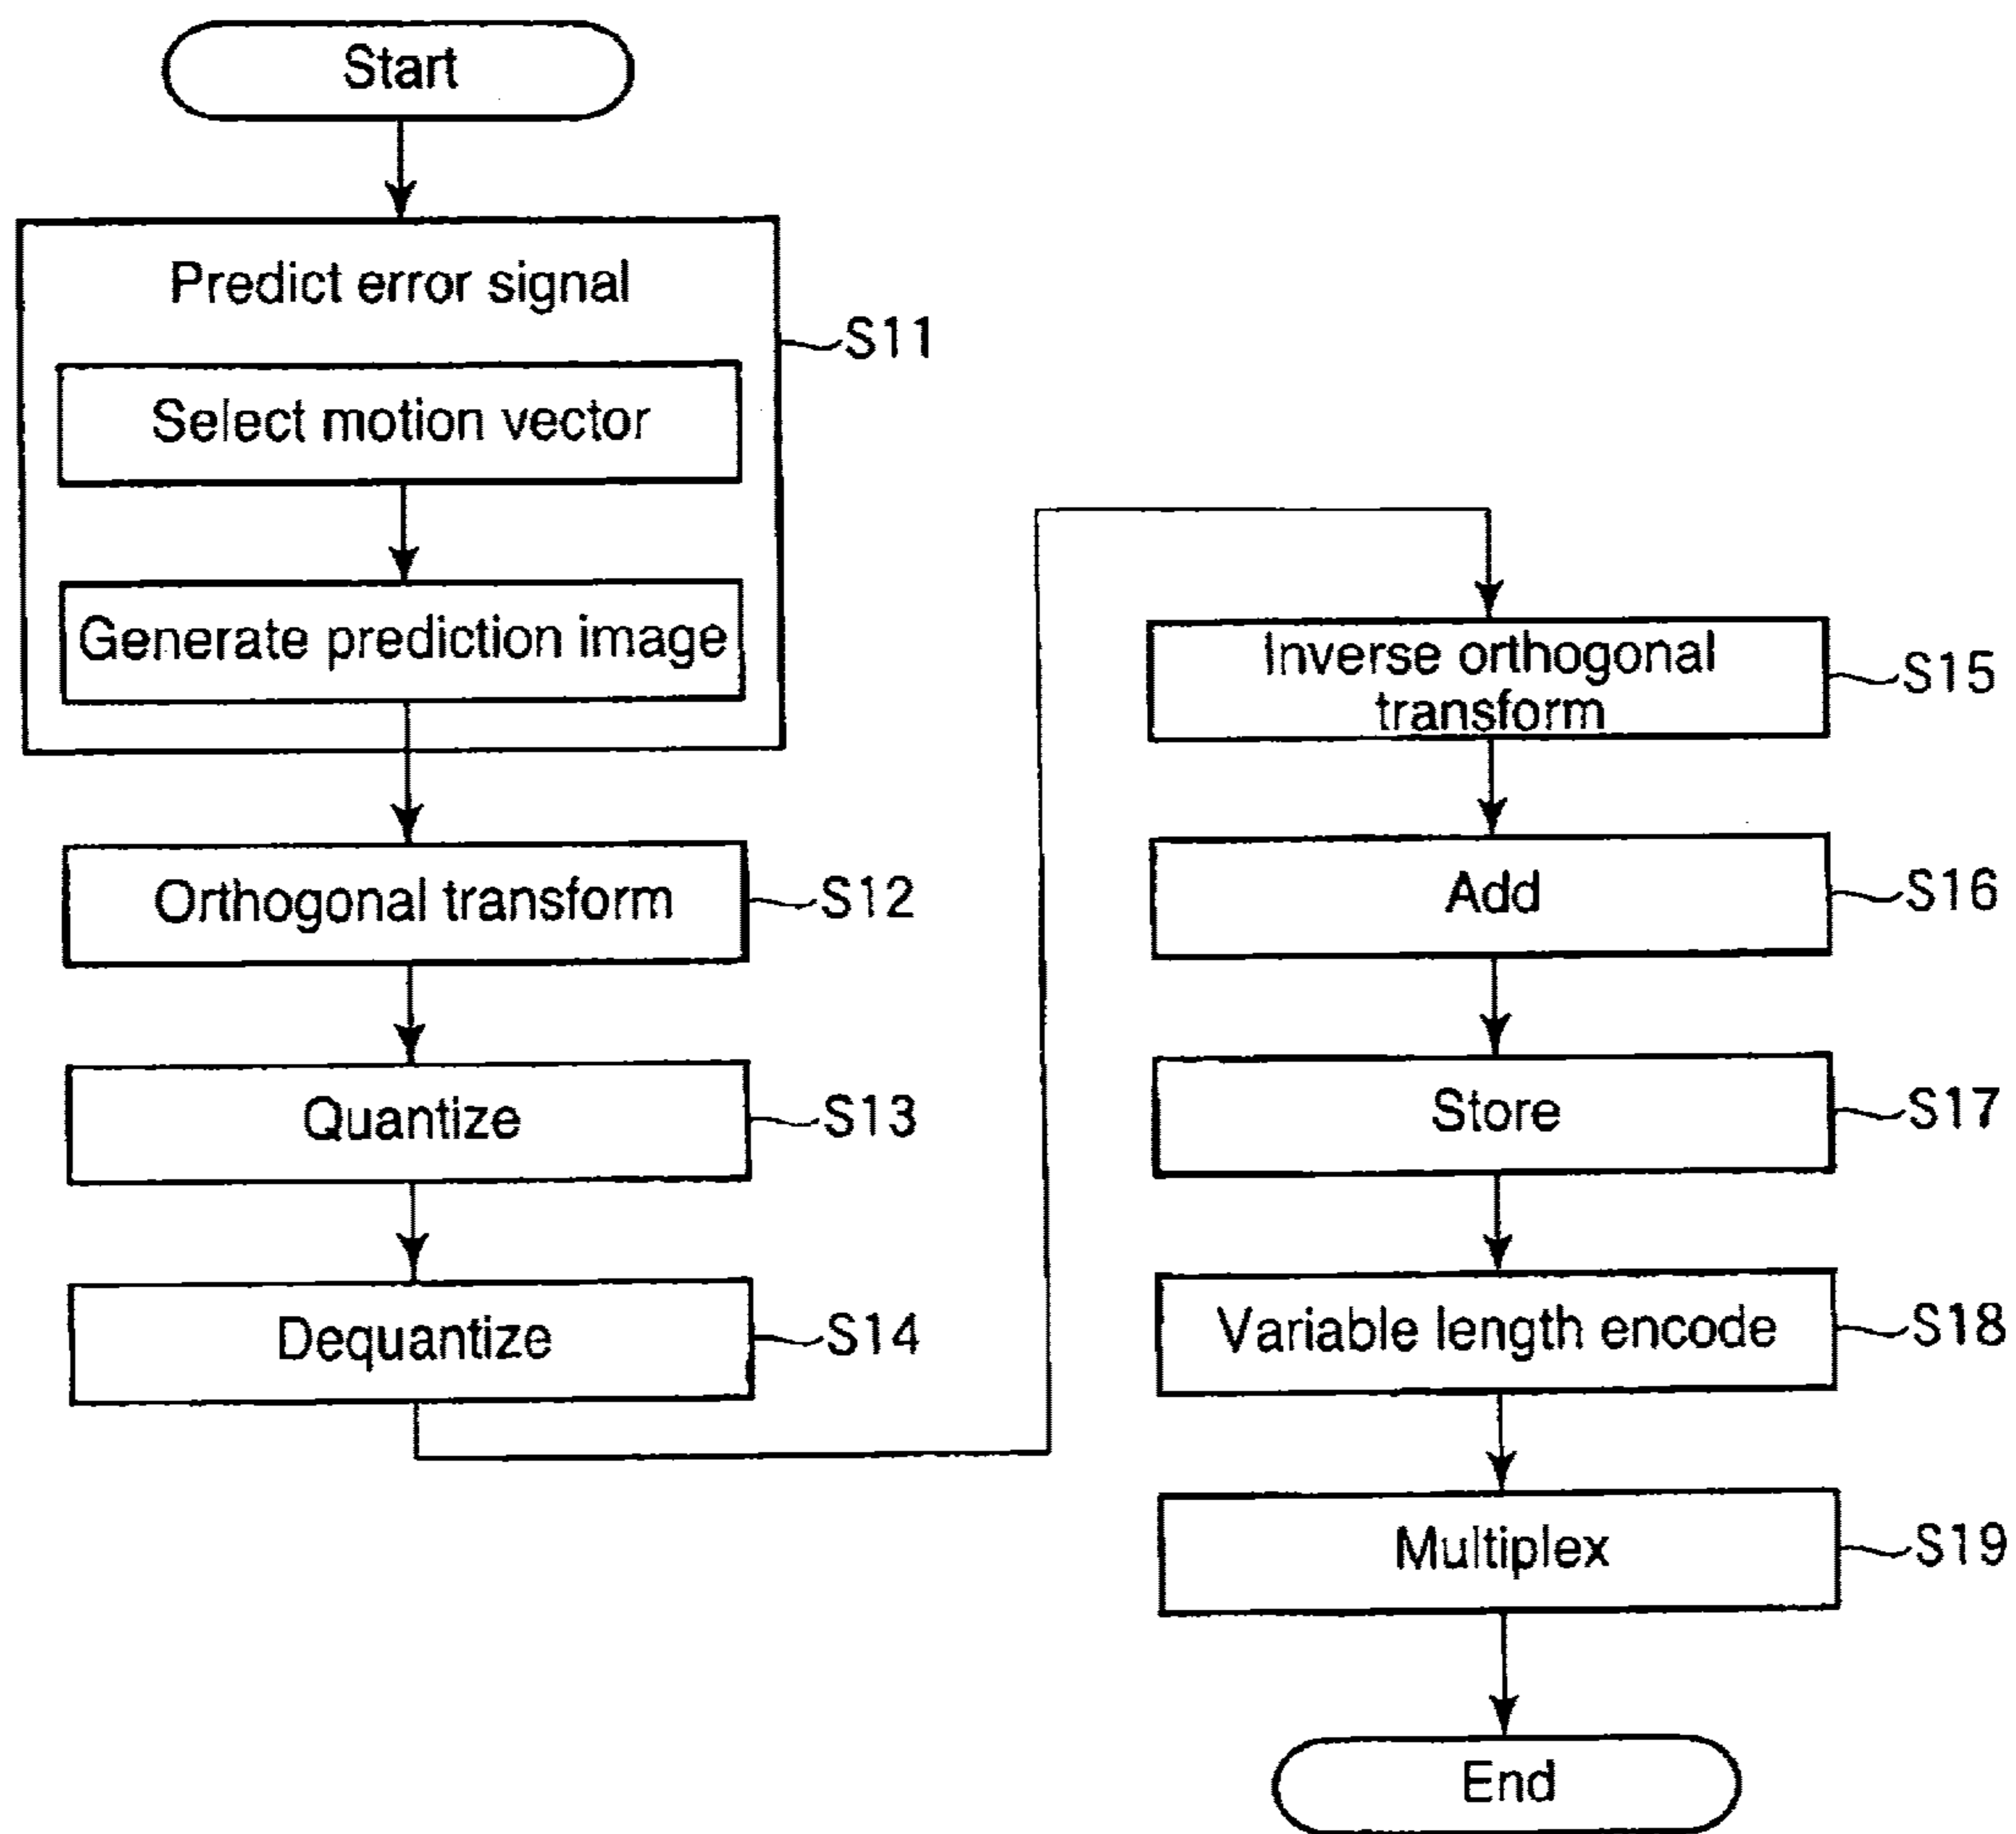 Start
Predict error signal
S11
Select motion vector
Generate prediction image
Orthogonal transform
S12
Quantize
S13
Dequantize
S14
Inverse orthogonal
transform
S15
Add
S16
Store
S17
Variable length encode
S18
Multiplex
S19
End